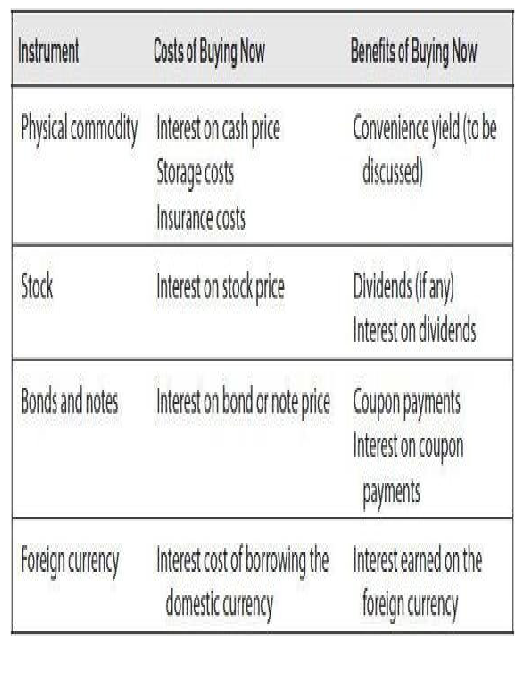 Instrument Costs of Buying Now Benefits of Buying Now
Physical commodity Interest on cash price Convenience yield (to be
Storage costs discussed)
Insurance costs
Stock Interest on stock price Dividends (if any)
Interest on dividends
Bonds and notes Interest on bond or note price Coupon payments
Interest on coupon
payments
Foreign currency Interest cost of borrowing the Interest earned on the
domestic currency foreign currency